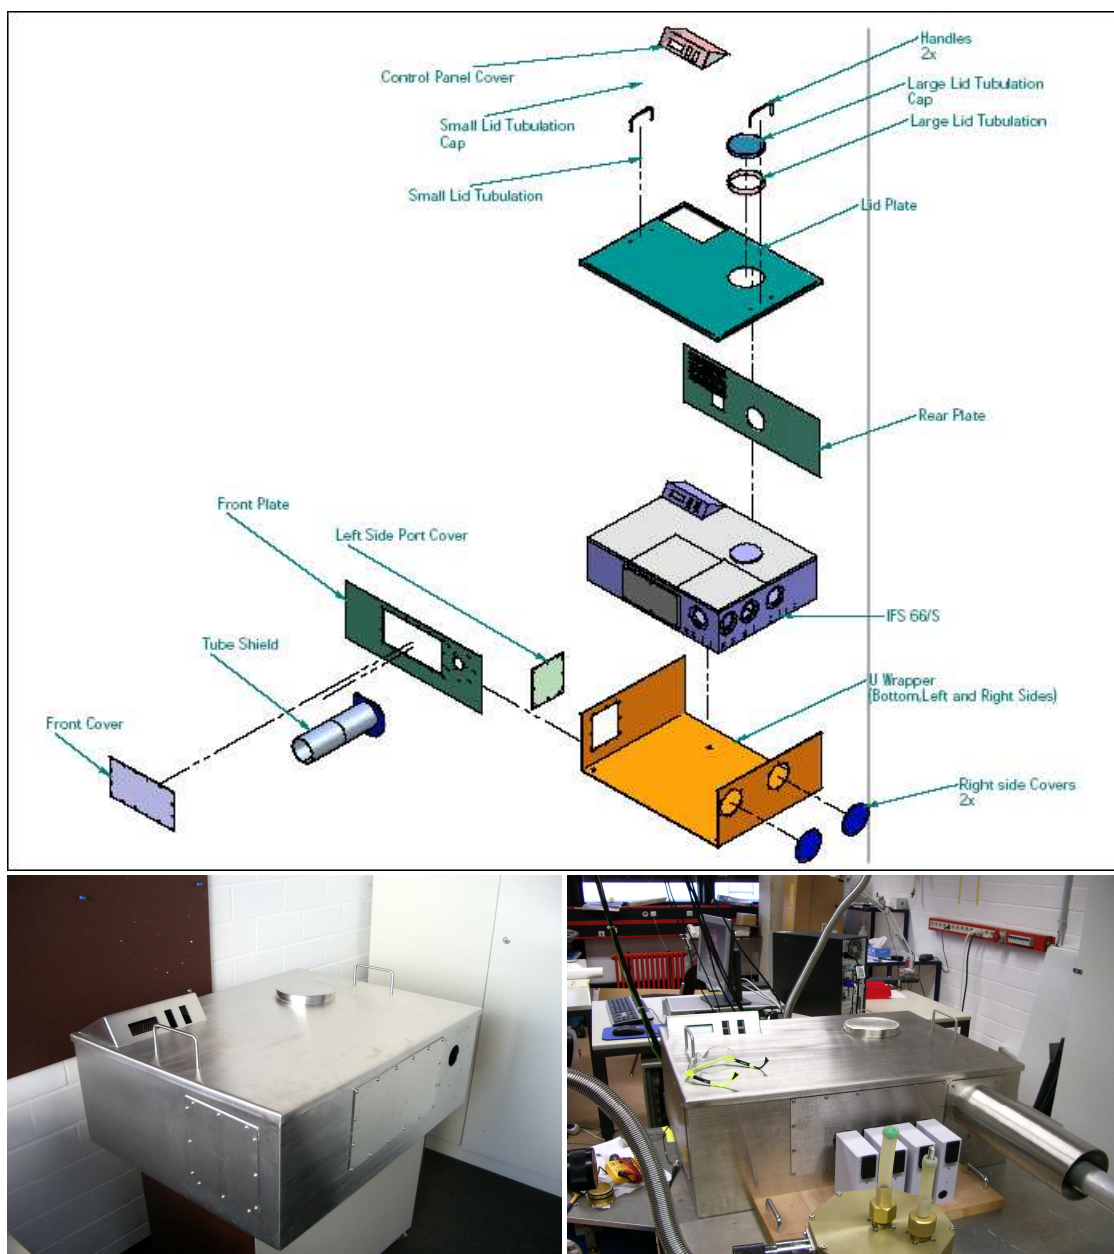 Handles
2x
Control Panel Cover
Large Lid Tubulation
Cap
Small Lid Tubulation
Cap
Large Lid Tubulation
Small Lid Tubulation
Lid Plate
Rear Plate
Front Plate
Left Side Port Cover
IFS 66/S
Tube Shield
U Wrapper
(Bottom,Left and Right Sides)
Front Cover
Right side Covers
2x